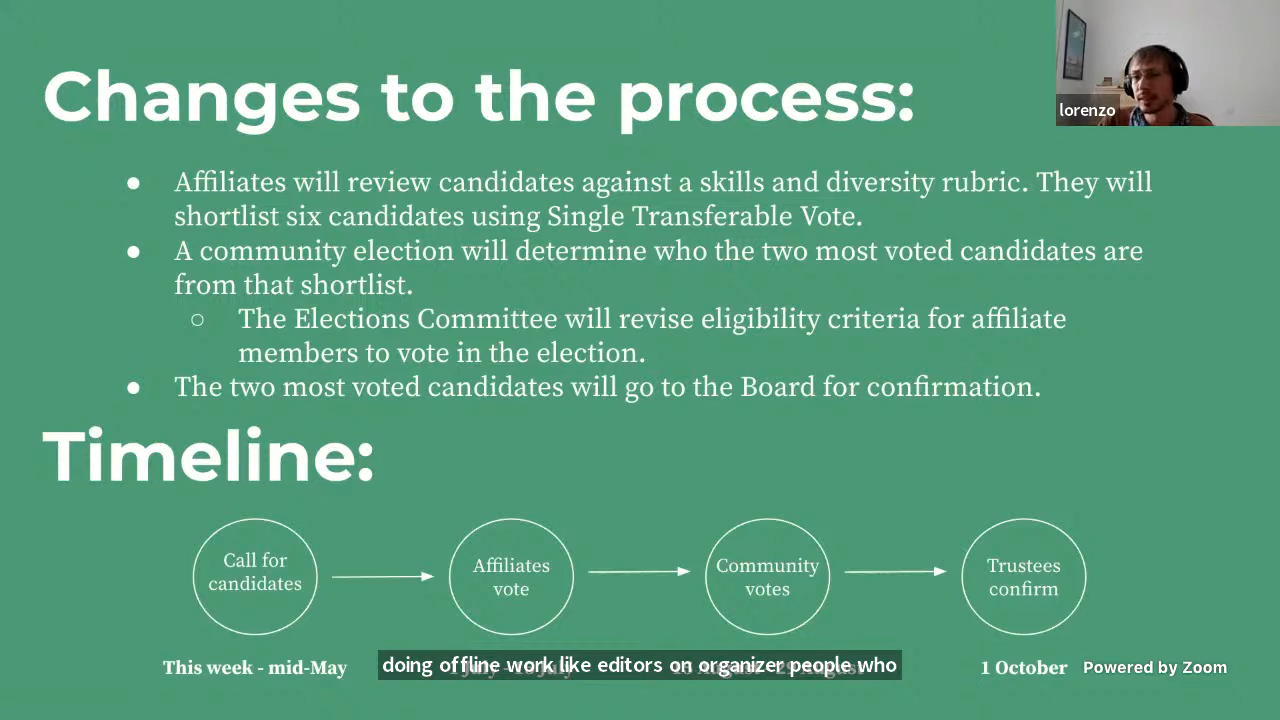 Changes to the process:
lorenzo
● Affiliates will review candidates against a skills and diversity rubric. They will
shortlist six candidates using Single Transferable Vote.
● A community election will determine who the two most voted candidates are
from that shortlist.
○ The Elections Committee will revise eligibility criteria for affiliate
members to vote in the election.
● The two most voted candidates will go to the Board for confirmation.
Timeline:
Call for
candidates
Affiliates
vote
Community
votes
Trustees
confirm
This week - mid-May
doing offline work like editors on organizer people who
1 October
Powered by Zoom